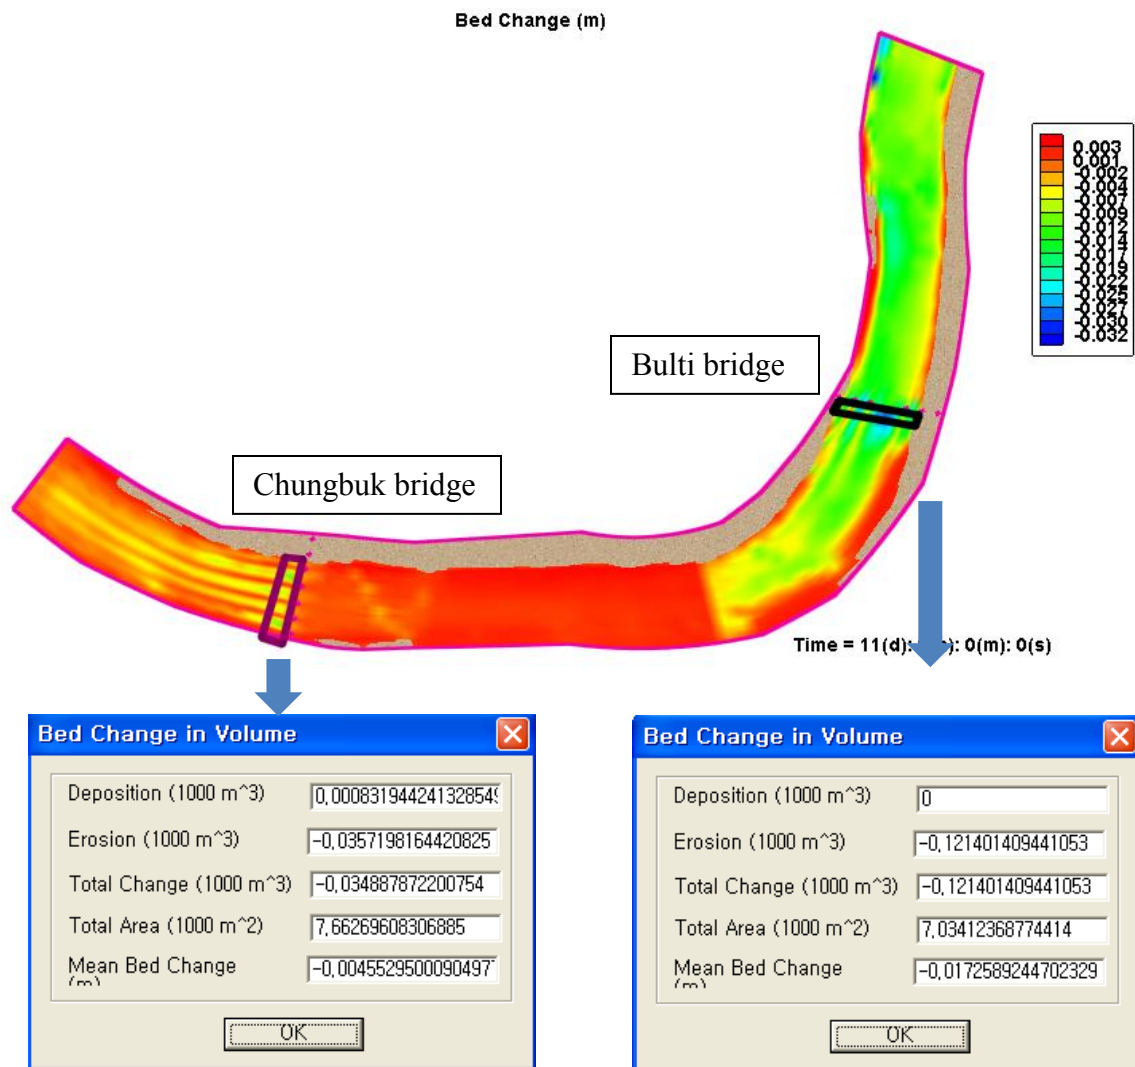 Bed Change (m)
0.003
0.001
-0.002
-0.004
-0.007
-0.009
-0.012
-0.014
-0.017
-0.019
-0.022
-0.025
-0.027
-0.030
-0.032
Bulti bridge
Chungbuk bridge
Time = 11(d): ): 0(m): 0(s)
Bed Change in Volume
Deposition (1000 m^3) 0,000831944241328549
Erosion (1000 m^3) -0,0357198164420825
Total Change (1000 m^3) -0,034887872200754
Total Area (1000 m^2) 7,66269608306885
Mean Bed Change -0,00455295000904977
(m)
OK
Bed Change in Volume
Deposition (1000 m^3) 0
Erosion (1000 m^3) -0,121401409441053
Total Change (1000 m^3) -0,121401409441053
Total Area (1000 m^2) 7,03412368774414
Mean Bed Change -0,0172589244702329
(m)
OK